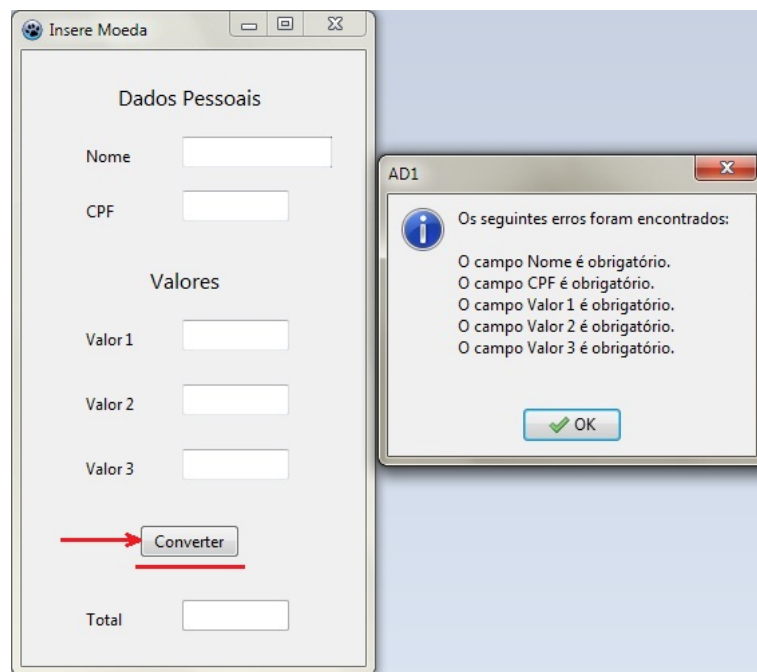 Insere Moeda
Dados Pessoais
Nome
CPF
Valores
Valor 1
Valor 2
Valor 3
Converter
Total
AD1
Os seguintes erros foram encontrados:
O campo Nome é obrigatório.
O campo CPF é obrigatório.
O campo Valor 1 é obrigatório.
O campo Valor 2 é obrigatório.
O campo Valor 3 é obrigatório.
OK